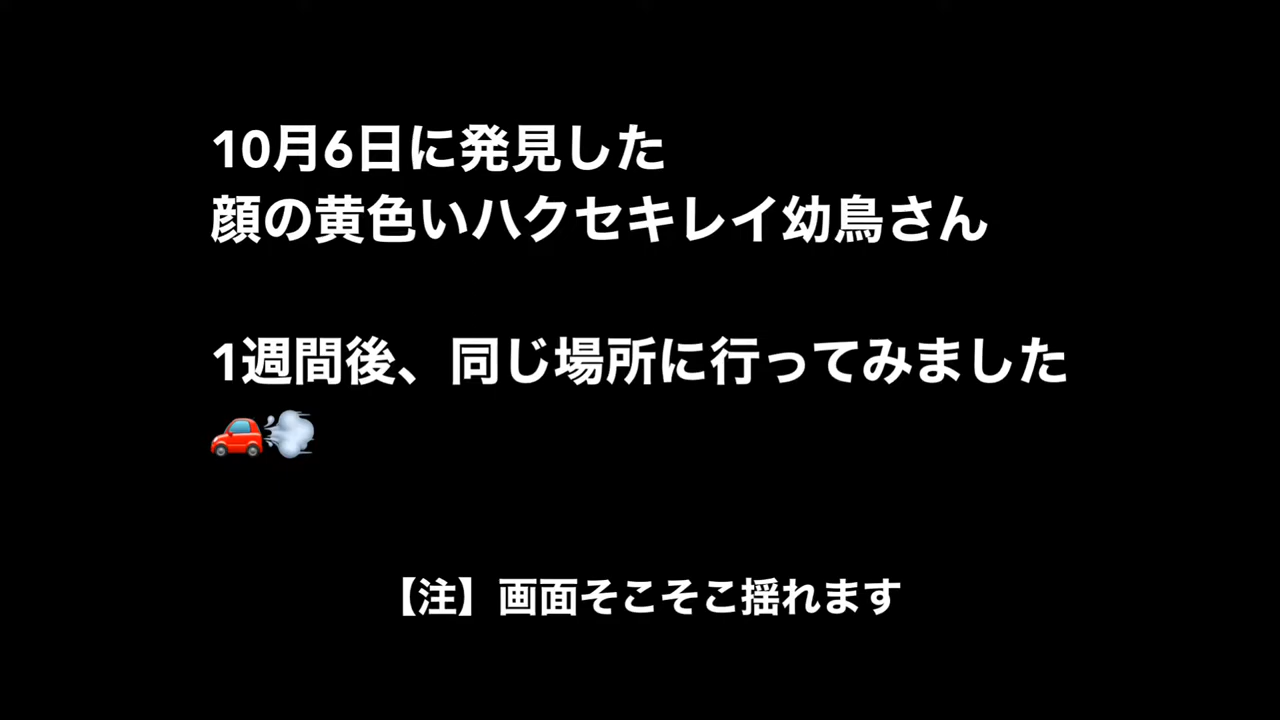 10月6日に発見した
顔の黄色いハクセキレイ幼鳥さん
1週間後、同じ場所に行ってみました
🚗💨
【注】画面そこそこ揺れます